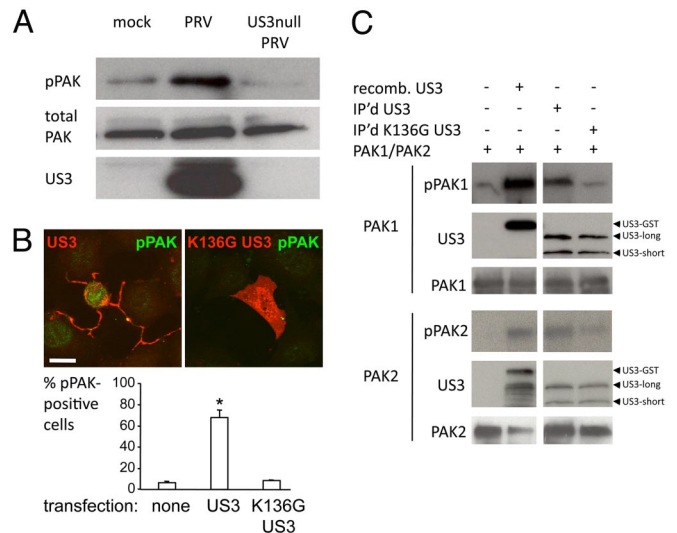 A
mock PRV US3null
PRV
pPAK
total
PAK
US3
B
US3 pPAK K136G US3 pPAK
% pPAK-
positive
cells
100
80
60
40
20
0
*
transfection: none US3 K136G
US3
C
recomb. US3 - + - -
IP'd US3 - - + -
IP'd K136G US3 - - - +
PAK1/PAK2 + + + +
PAK1
pPAK1
US3
US3-GST
US3-long
US3-short
PAK1
PAK2
pPAK2
US3
US3-GST
US3-long
US3-short
PAK2